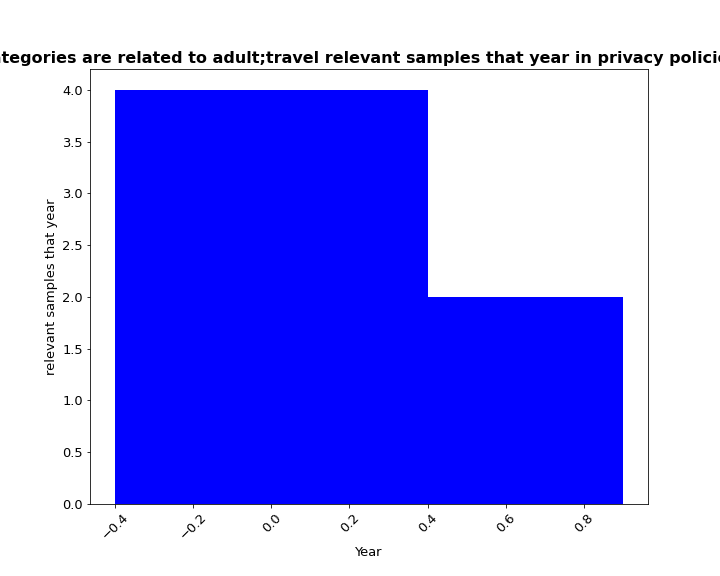 tegories are related to adult;travel relevant samples that year in privacy polici
4.0
3.5
3.0
2.5
2.0
1.5
1.0
0.5
0.0
relevant samples that year
−0.4 −0.2 0.0 0.2 0.4 0.6 0.8
Year